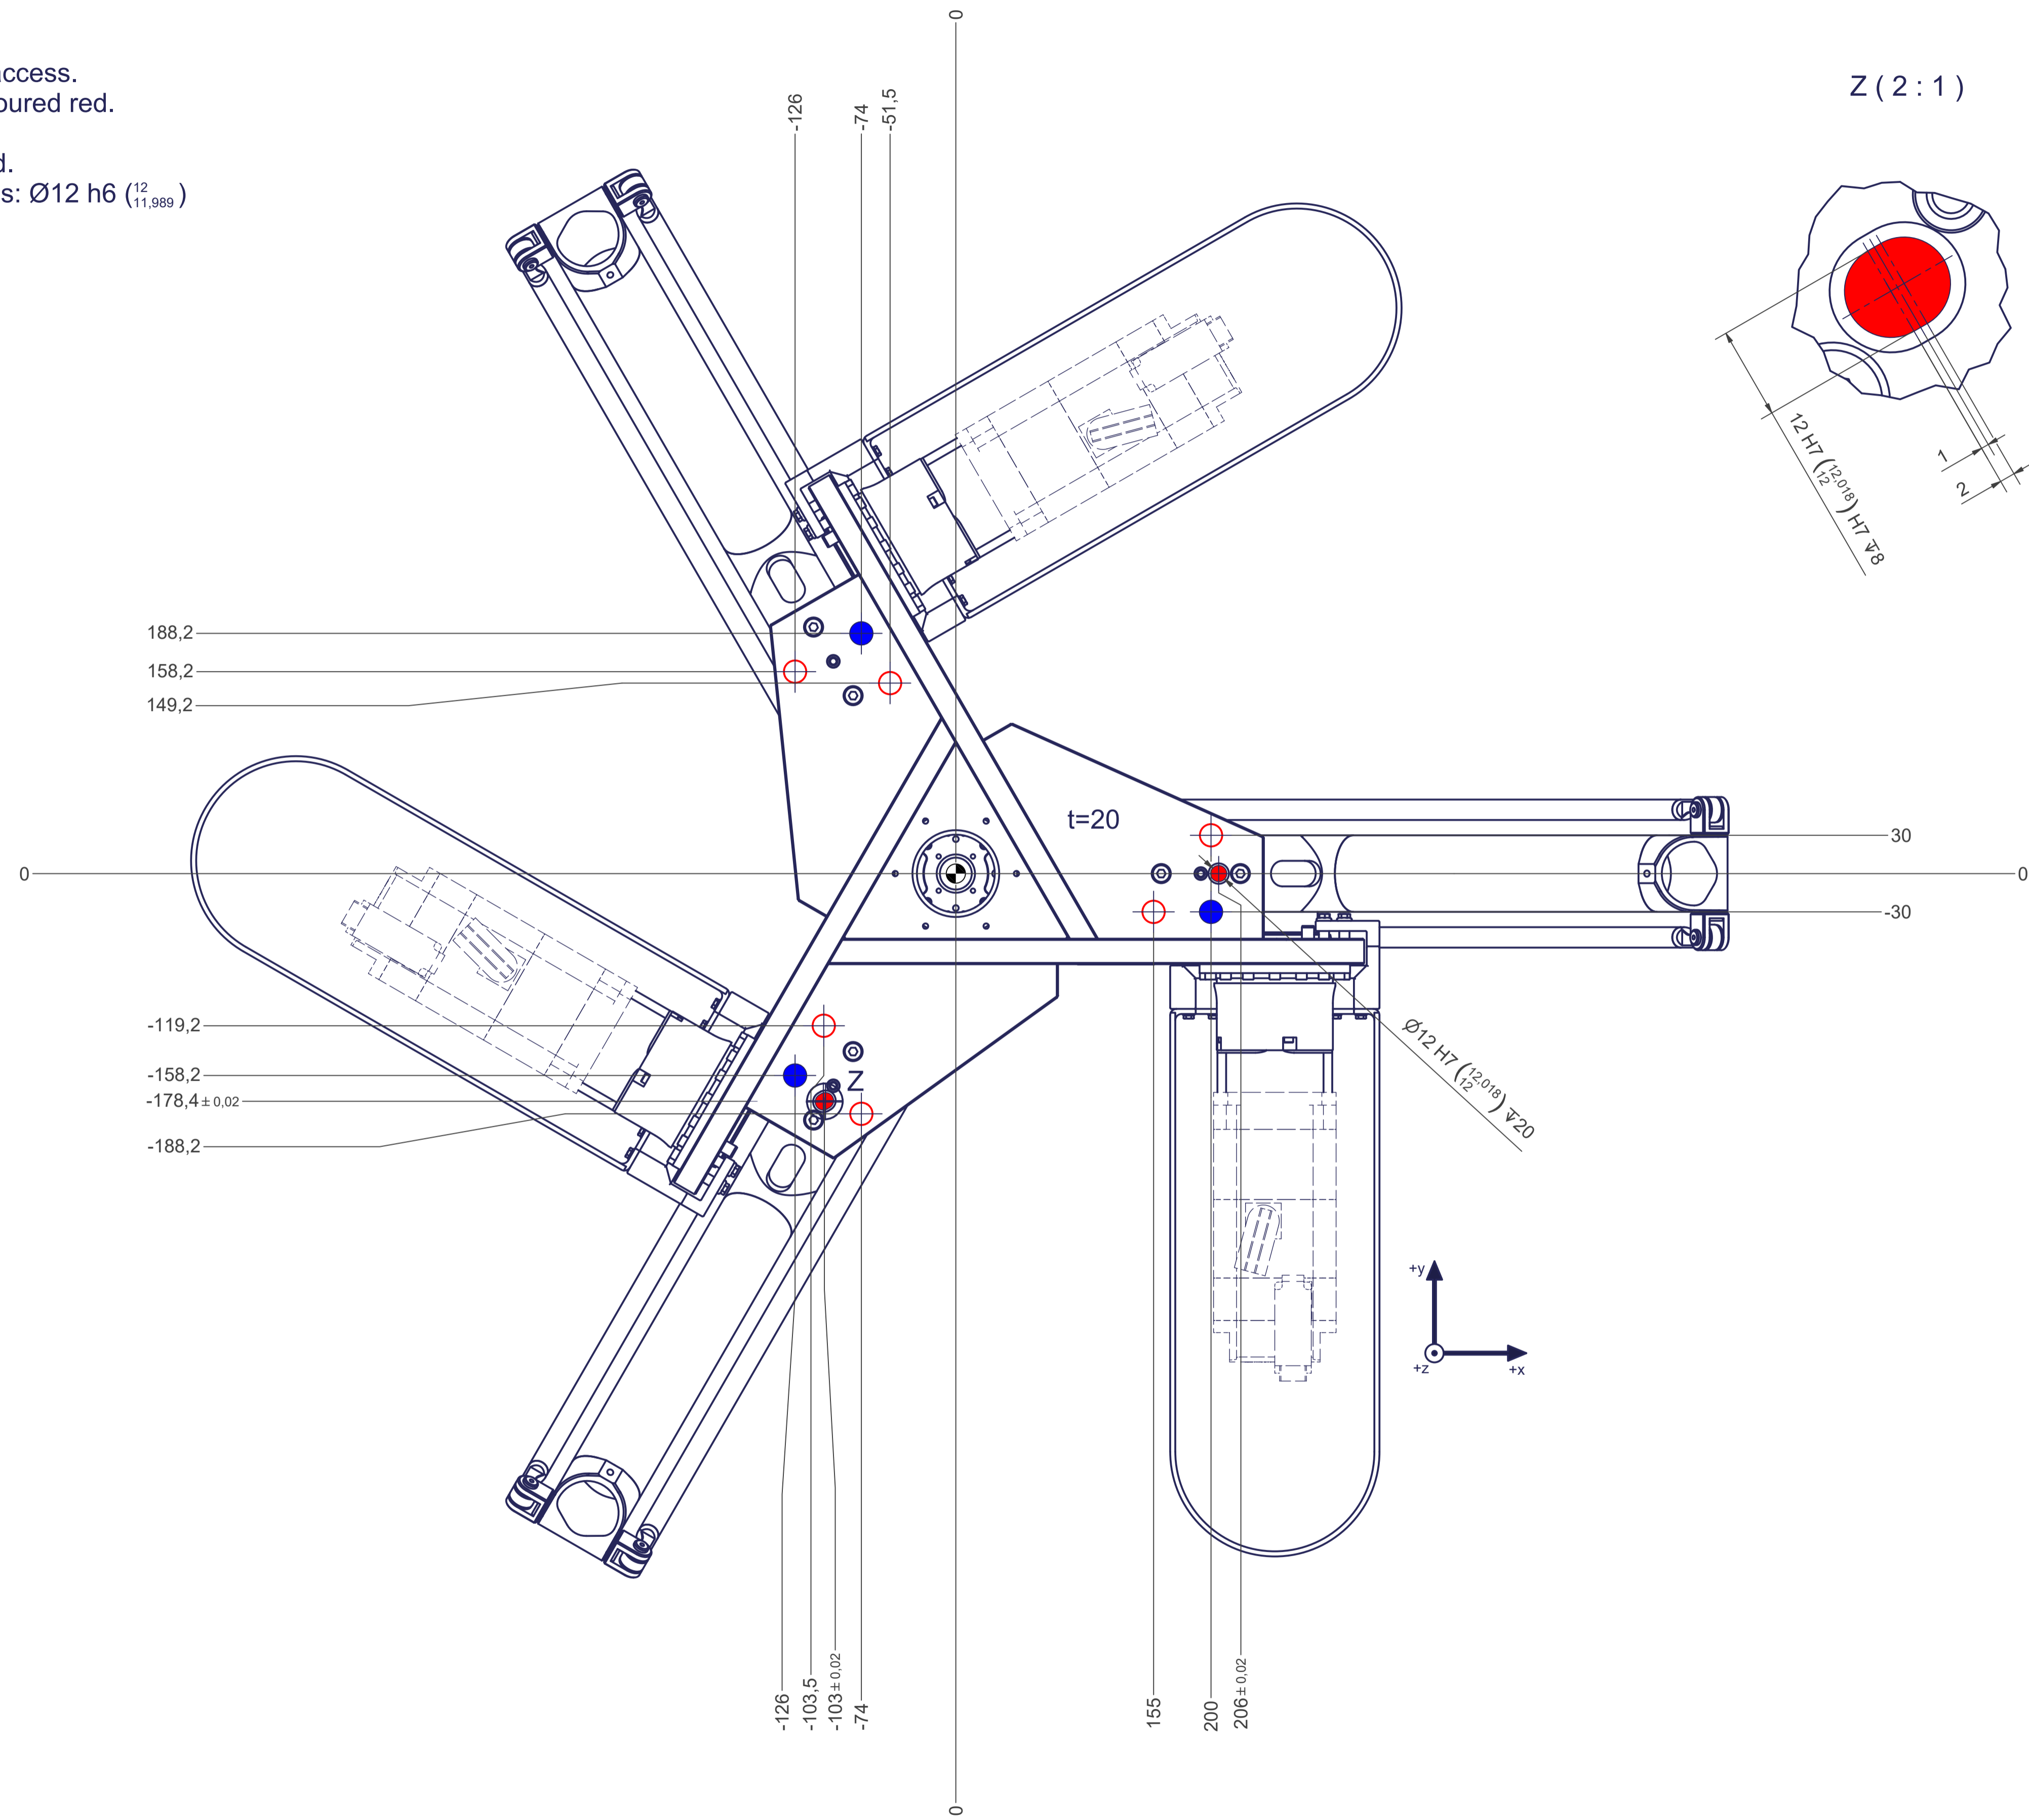 ccess.
oured red.
d.
s: Ø12 h6 (12 11,989)
0
-126
-74
-51,5
Z ( 2 : 1 )
12 H7 (12,018 12) H7 ↧8
1
2
188,2
158,2
149,2
t=20
30
0
0
-30
-119,2
-158,2
-178,4 ± 0,02
-188,2
Z
Ø12 H7 (12,018 12) ↧20
+y
+z
+x
-126
-103,5
-103 ± 0,02
-74
155
200
206 ± 0,02
0